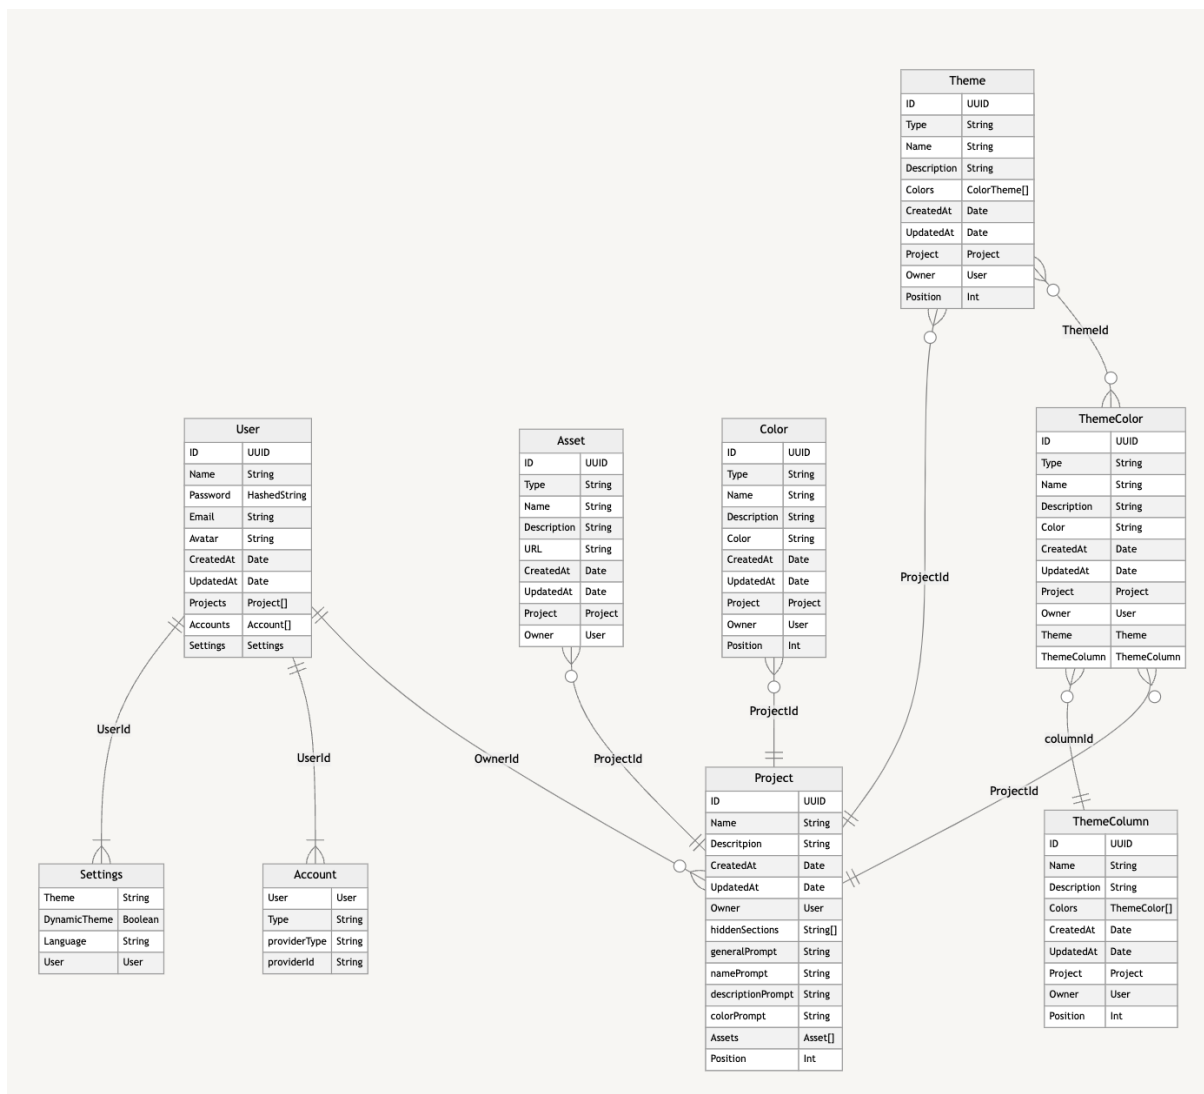 Theme
ID UUID
Type String
Name String
Description String
Colors ColorTheme[]
CreatedAt Date
UpdatedAt Date
Project Project
Owner User
Position Int
ThemeId
ProjectId
User
ID UUID
Name String
Password HashedString
Email String
Avatar String
CreatedAt Date
UpdatedAt Date
Projects Project[]
Accounts Account[]
Settings Settings
Asset
ID UUID
Type String
Name String
Description String
URL String
CreatedAt Date
UpdatedAt Date
Project Project
Owner User
Color
ID UUID
Type String
Name String
Description String
Color String
CreatedAt Date
UpdatedAt Date
Project Project
Owner User
Position Int
ThemeColor
ID UUID
Type String
Name String
Description String
Color String
CreatedAt Date
UpdatedAt Date
Project Project
Owner User
Theme Theme
ThemeColumn ThemeColumn
UserId
UserId
OwnerId
ProjectId
ProjectId
columnId
ProjectId
Settings
Theme String
DynamicTheme Boolean
Language String
User User
Account
User User
Type String
providerType String
providerId String
Project
ID UUID
Name String
Descritpion String
CreatedAt Date
UpdatedAt Date
Owner User
hiddenSections String[]
generalPrompt String
namePrompt String
descriptionPrompt String
colorPrompt String
Assets Asset[]
Position Int
ThemeColumn
ID UUID
Name String
Description String
Colors ThemeColor[]
CreatedAt Date
UpdatedAt Date
Project Project
Owner User
Position Int